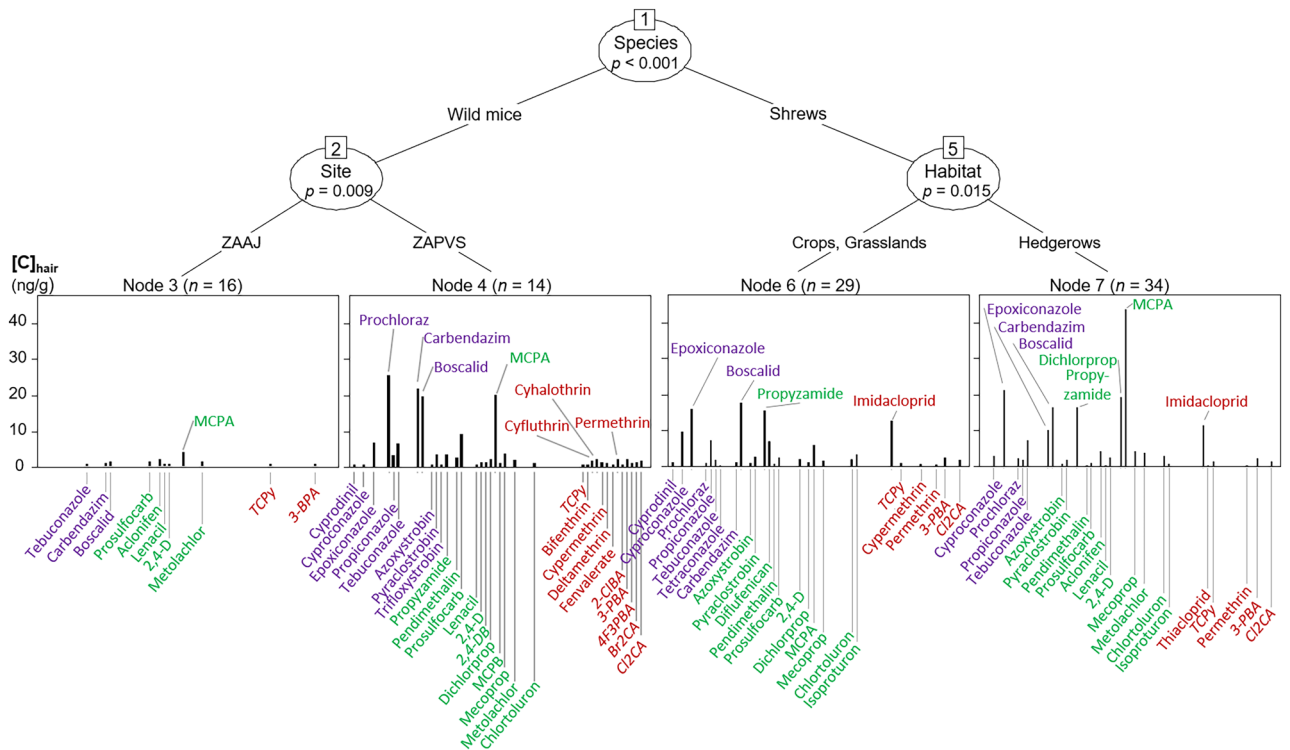 1
Species
p < 0.001
Wild mice
Shrews
2
Site
p = 0.009
5
Habitat
p = 0.015
ZAAJ
ZAPVS
Crops, Grasslands
Hedgerows
[C]hair
(ng/g)
Node 3 (n = 16)
Node 4 (n = 14)
Node 6 (n = 29)
Node 7 (n = 34)
40
30
20
10
0
MCPA
Tebuconazole
Carbendazim
Boscalid
Prosulfocarb
Aclonifen
Lenacil
2,4-D
Metolachlor
TCPy
3-BPA
Prochloraz
Carbendazim
Boscalid
MCPA
Cyhalothrin
Cyfluthrin
Permethrin
Cyprodinil
Cyproconazole
Epoxiconazole
Propiconazole
Tebuconazole
Azoxystrobin
Pyraclostrobin
Trifloxystrobin
Propyzamide
Pendimethalin
Prosulfocarb
Lenacil
2,4-D
2,4-DB
Dichlorprop
MCPB
Mecoprop
Metolachlor
Chlortoluron
TCPy
Bifenthrin
Cypermethrin
Deltamethrin
Fenvalerate
2-ClBA
3-PBA
4F3PBA
Br2CA
Cl2CA
Epoxiconazole
Boscalid
Propyzamide
Imidacloprid
Cyprodinil
Cyproconazole
Prochloraz
Propiconazole
Tebuconazole
Tetraconazole
Carbendazim
Azoxystrobin
Pyraclostrobin
Diflufenican
Pendimethalin
Prosulfocarb
2,4-D
Dichlorprop
MCPA
Mecoprop
Chlortoluron
Isoproturon
TCPy
Cypermethrin
Permethrin
3-PBA
Cl2CA
Epoxiconazole
Carbendazim
Boscalid
Dichlorprop
Propy-
zamide
MCPA
Imidacloprid
Cyproconazole
Prochloraz
Propiconazole
Tebuconazole
Azoxystrobin
Pyraclostrobin
Pendimethalin
Prosulfocarb
Aclonifen
Lenacil
2,4-D
Mecoprop
Metolachlor
Chlortoluron
Isoproturon
Thiacloprid
TCPy
Permethrin
3-PBA
Cl2CA